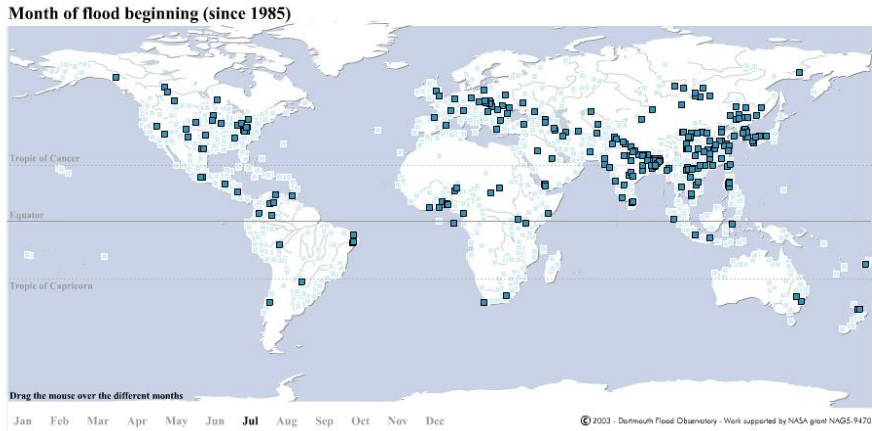 Month of flood beginning (since 1985)
Tropic of Cancer
Equator
Tropic of Capricorn
Drag the mouse over the different months
Jan Feb Mar Apr May Jun Jul Aug Sep Oct Nov Dec
© 2003 - Dartmouth Flood Observatory - Work supported by NASA grant NAG5-9470